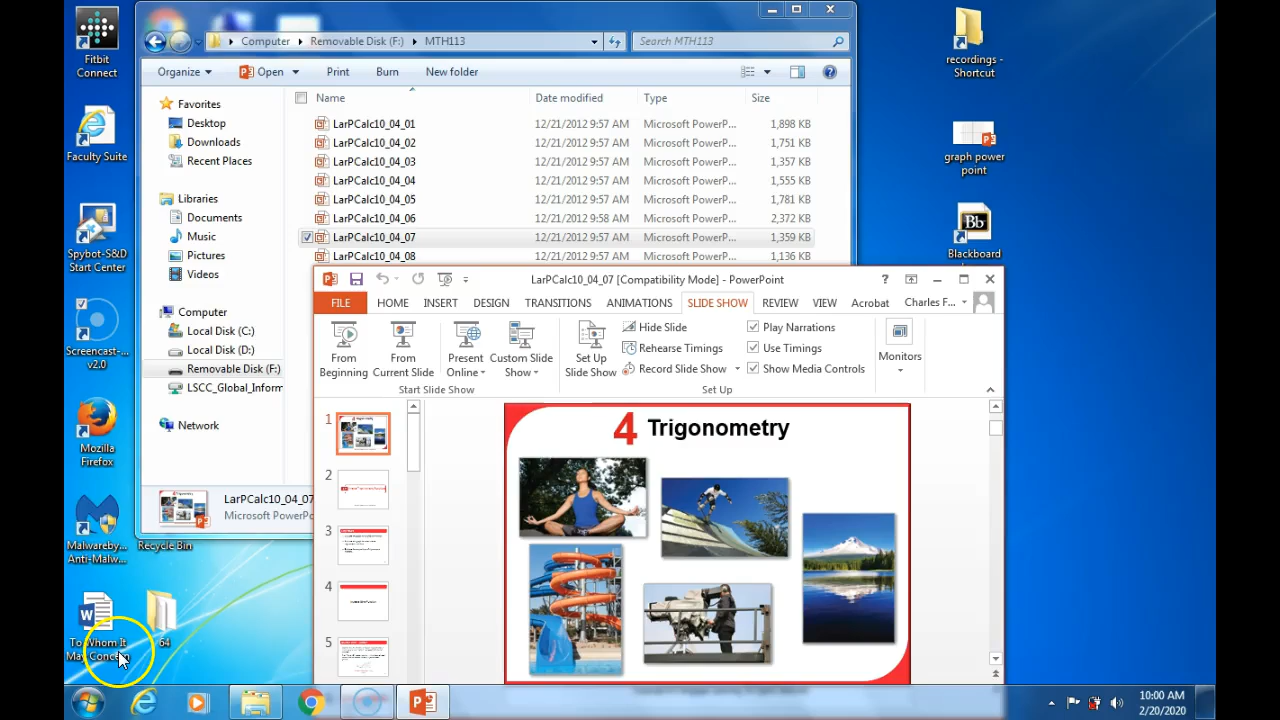 Fitbit
Connect
Faculty Suite
Spybot-S&D
Start Center
Screencast-...
v2.0
Mozilla
Firefox
Malwareby...
Anti-Malw...
To Whom It
May Concern
64
Recycle Bin
recordings -
Shortcut
graph power
point
Bb
Blackboard
Computer Removable Disk (F:) MTH113
Search MTH113
Organize Open Print Burn New folder
Name Date modified Type Size
Favorites
Desktop
Downloads
Recent Places
Libraries
Documents
Music
Pictures
Videos
Computer
Local Disk (C:)
Local Disk (D:)
Removable Disk (F:)
LSCC_Global_Inform
Network
LarPCalc10_04_01 12/21/2012 9:57 AM Microsoft PowerP... 1,898 KB
LarPCalc10_04_02 12/21/2012 9:57 AM Microsoft PowerP... 1,751 KB
LarPCalc10_04_03 12/21/2012 9:57 AM Microsoft PowerP... 1,357 KB
LarPCalc10_04_04 12/21/2012 9:57 AM Microsoft PowerP... 1,555 KB
LarPCalc10_04_05 12/21/2012 9:57 AM Microsoft PowerP... 1,781 KB
LarPCalc10_04_06 12/21/2012 9:58 AM Microsoft PowerP... 2,372 KB
LarPCalc10_04_07 12/21/2012 9:57 AM Microsoft PowerP... 1,359 KB
LarPCalc10_04_08 12/21/2012 9:57 AM Microsoft PowerP... 1,136 KB
LarPCalc10_04_07
Microsoft PowerPo
LarPCalc10_04_07 [Compatibility Mode] - PowerPoint
FILE HOME INSERT DESIGN TRANSITIONS ANIMATIONS SLIDE SHOW REVIEW VIEW Acrobat Charles F...
From
Beginning
From
Current Slide
Present
Online
Custom Slide
Show
Start Slide Show
Set Up
Slide Show
Hide Slide
Rehearse Timings
Record Slide Show
Play Narrations
Use Timings
Show Media Controls
Set Up
Monitors
1
2
3
4
5
4 Trigonometry
10:00 AM
2/20/2020